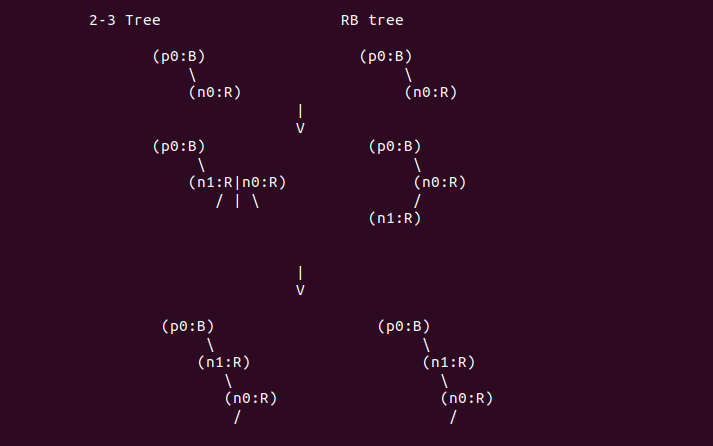 2-3 Tree                    RB tree
       (p0:B)                 (p0:B)
           \                       \
           (n0:R)                  (n0:R)
                       |
                       V
       (p0:B)                  (p0:B)
            \                       \
           (n1:R|n0:R)              (n0:R)
              / | \                 /
                               (n1:R)
                       |
                       V
        (p0:B)                  (p0:B)
             \                       \
            (n1:R)                   (n1:R)
               \                       \
               (n0:R)                  (n0:R)
                /                       /